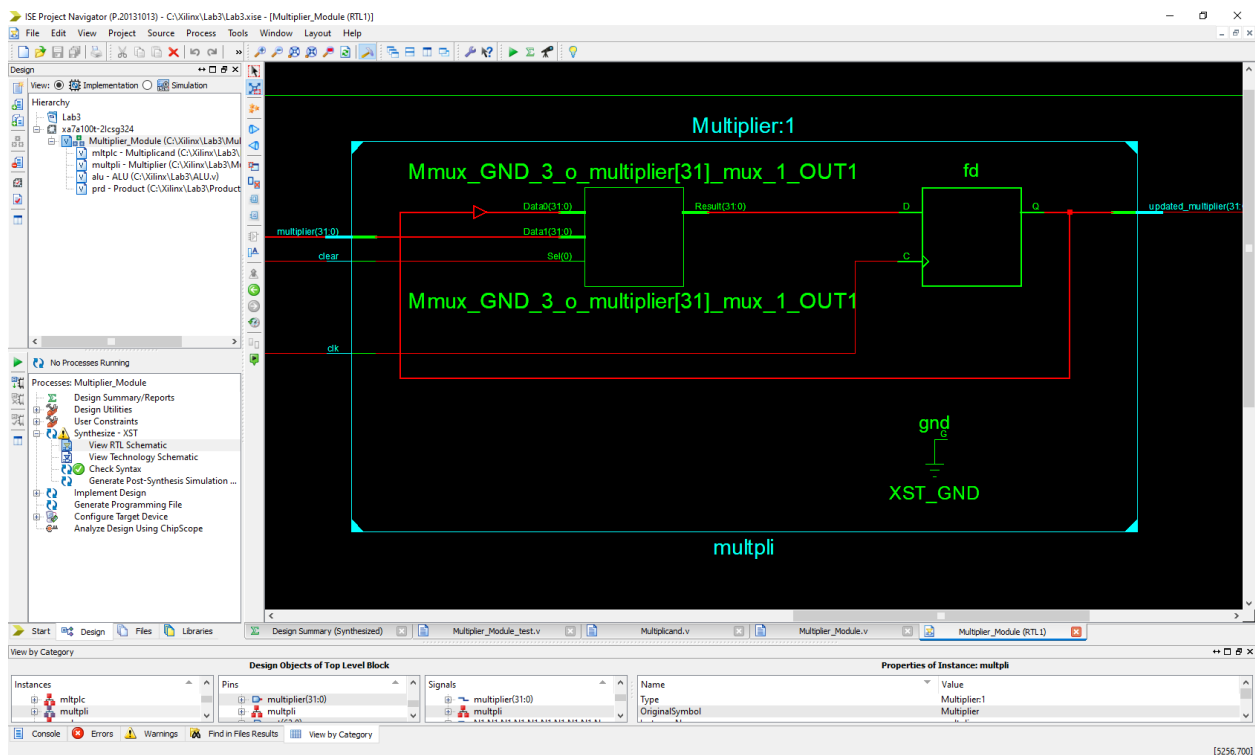 ISE Project Navigator (P.20131013) - C:\Xilinx\Lab3\Lab3.xise - [Multiplier_Module (RTL1)]
File Edit View Project Source Process Tools Window Layout Help
Design
View: Implementation Simulation
Hierarchy
Lab3
xa7a100t-2lcsg324
Multiplier_Module (C:\Xilinx\Lab3\Mul
mltplc - Multiplicand (C:\Xilinx\Lab3\
multpli - Multiplier (C:\Xilinx\Lab3\M
alu - ALU (C:\Xilinx\Lab3\ALU.v)
prd - Product (C:\Xilinx\Lab3\Product
No Processes Running
Processes: Multiplier_Module
Design Summary/Reports
Design Utilities
User Constraints
Synthesize - XST
View RTL Schematic
View Technology Schematic
Check Syntax
Generate Post-Synthesis Simulation ...
Implement Design
Generate Programming File
Configure Target Device
Analyze Design Using ChipScope
Start Design Files Libraries
Multiplier:1
Mmux_GND_3_o_multiplier[31]_mux_1_OUT1
fd
Data0(31:0) Result(31:0) D Q updated_multiplier(31:
multiplier(31:0) Data1(31:0)
clear Sel(0) C
Mmux_GND_3_o_multiplier[31]_mux_1_OUT1
clk
gnd
G
XST_GND
multpli
Design Summary (Synthesized) Multiplier_Module_test.v Multiplicand.v Multiplier_Module.v Multiplier_Module (RTL1)
View by Category
Design Objects of Top Level Block Properties of Instance: multpli
Instances Pins Signals Name Value
mltplc multiplier(31:0) multiplier(31:0) Type Multiplier:1
multpli multpli multpli OriginalSymbol Multiplier
Console Errors Warnings Find in Files Results View by Category
[5256,700]